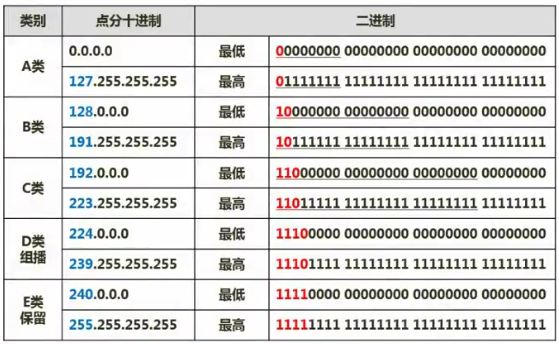 类别 点分十进制 二进制
A类 0.0.0.0 最低 00000000 00000000 00000000 00000000
127.255.255.255 最高 01111111 11111111 11111111 11111111
B类 128.0.0.0 最低 10000000 00000000 00000000 00000000
191.255.255.255 最高 10111111 11111111 11111111 11111111
C类 192.0.0.0 最低 11000000 00000000 00000000 00000000
223.255.255.255 最高 11011111 11111111 11111111 11111111
D类 组播 224.0.0.0 最低 11100000 00000000 00000000 00000000
239.255.255.255 最高 11101111 11111111 11111111 11111111
E类 保留 240.0.0.0 最低 11110000 00000000 00000000 00000000
255.255.255.255 最高 11111111 11111111 11111111 11111111